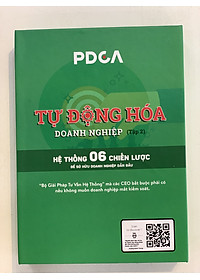 PDCA
TỰ ĐỘNG HÓA
DOANH NGHIỆP (Tập 2)
HỆ THỐNG 06 CHIẾN LƯỢC
ĐỂ SỞ HỮU DOANH NGHIỆP DẪN ĐẦU
"Bộ Giải Pháp Tư Vấn Hệ Thống" mà các CEO bắt buộc phải có
nếu không muốn doanh nghiệp mất kiểm soát.